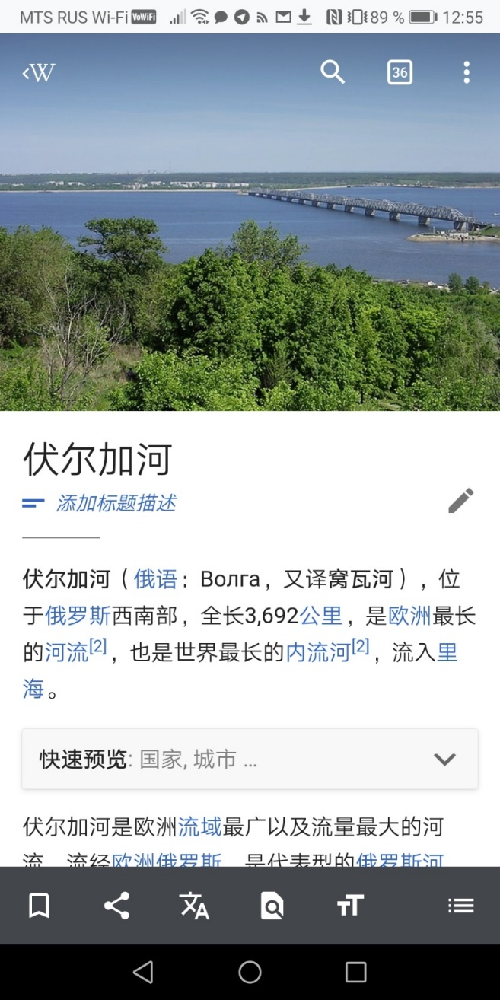 MTS RUS Wi-Fi VoWiFi 89 % 12:55
‹W 36
伏尔加河
添加标题描述
伏尔加河（俄语：Волга，又译窝瓦河），位
于俄罗斯西南部，全长3,692公里，是欧洲最长
的河流[2]，也是世界最长的内流河[2]，流入里
海。
快速预览: 国家, 城市 ...
伏尔加河是欧洲流域最广以及流量最大的河
流，流经欧洲俄罗斯，是代表型的俄罗斯河